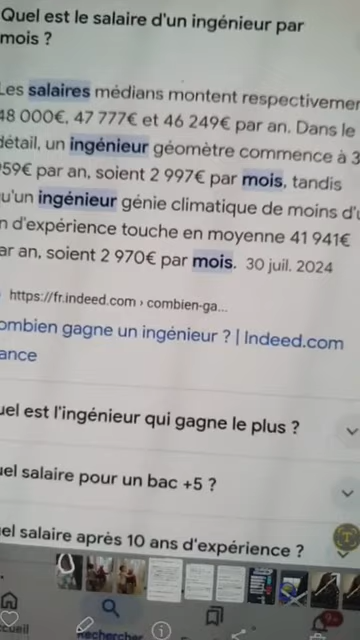 Quel est le salaire d'un ingénieur par
mois ?
Les salaires médians montent respectivemen
48 000€, 47 777€ et 46 249€ par an. Dans le
détail, un ingénieur géomètre commence à 3
959€ par an, soient 2 997€ par mois, tandis
qu'un ingénieur génie climatique de moins d'u
n d'expérience touche en moyenne 41 941€
ar an, soient 2 970€ par mois. 30 juil. 2024
https://fr.indeed.com › combien-ga...
ombien gagne un ingénieur ? | Indeed.com
ance
uel est l'ingénieur qui gagne le plus ?
uel salaire pour un bac +5 ?
uel salaire après 10 ans d'expérience ?
T
ccueil
Rechercher